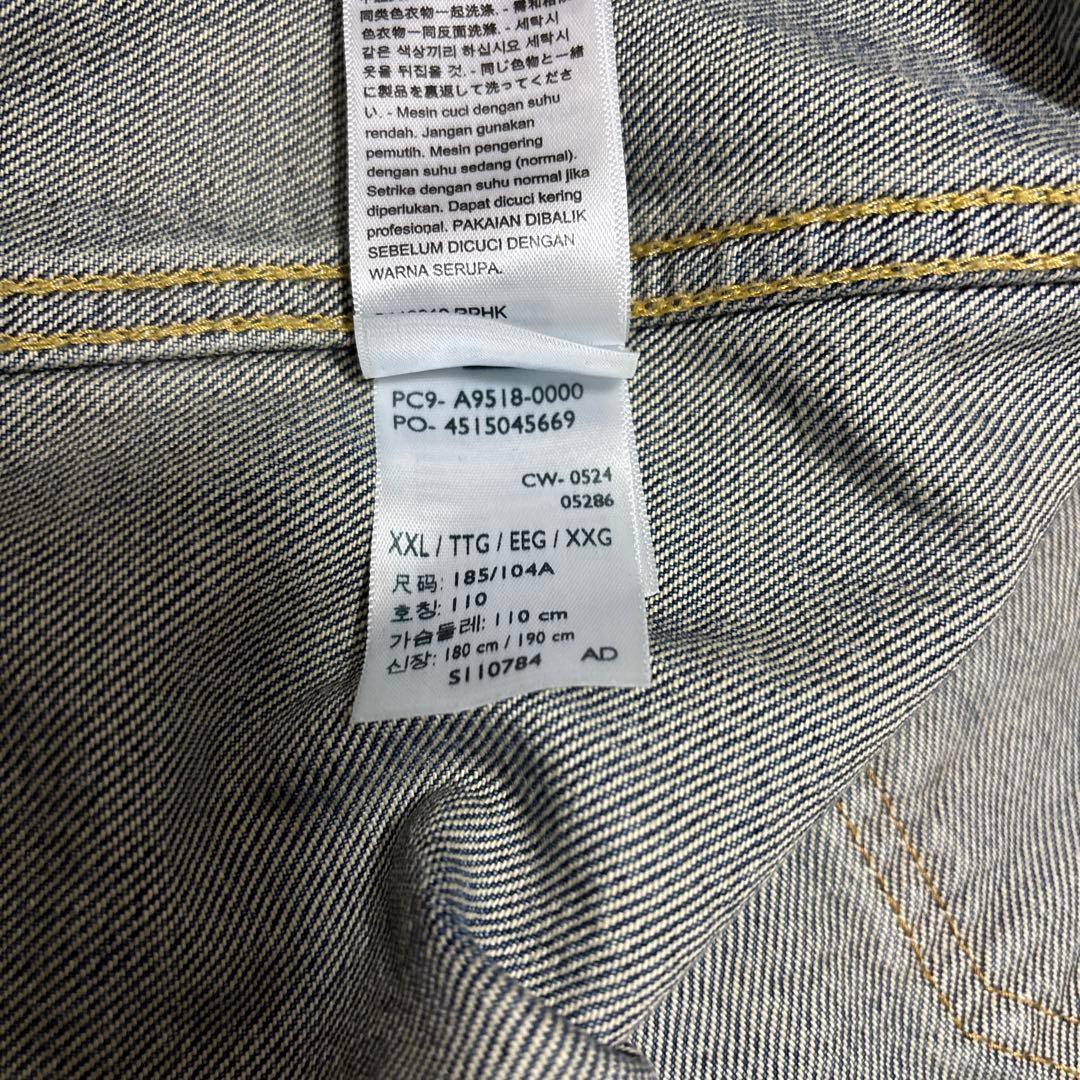 同类色衣物一起洗涤. - 需和相似
色衣物一同反面洗滌. - 세탁시
같은 색상끼리 하십시요 세탁시
옷을 뒤집을 것. - 同じ色物と一緒
に製品を裏返して洗ってくださ
い. - Mesin cuci dengan suhu
rendah. Jangan gunakan
pemutih. Mesin pengering
dengan suhu sedang (normal).
Setrika dengan suhu normal jika
diperlukan. Dapat dicuci kering
profesional. PAKAIAN DIBALIK
SEBELUM DICUCI DENGAN
WARNA SERUPA.
PC9- A9518-0000
PO- 4515045669
CW- 0524
05286
XXL / TTG / EEG / XXG
尺码: 185/104A
호칭: 110
가슴둘레: 110 cm
신장: 180 cm / 190 cm
S110784 AD